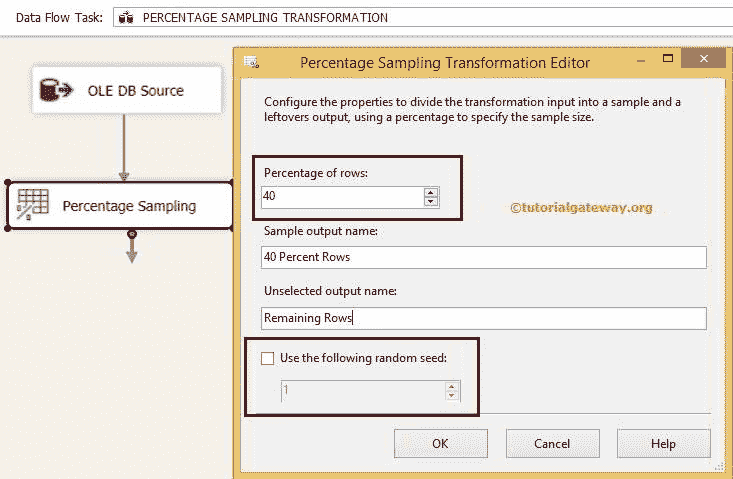 Data Flow Task: PERCENTAGE SAMPLING TRANSFORMATION
OLE DB Source
Percentage Sampling
Percentage Sampling Transformation Editor
Configure the properties to divide the transformation input into a sample and a
leftovers output, using a percentage to specify the sample size.
Percentage of rows:
40
©tutorialgateway.org
Sample output name:
40 Percent Rows
Unselected output name:
Remaining Rows
Use the following random seed:
1
OK Cancel Help